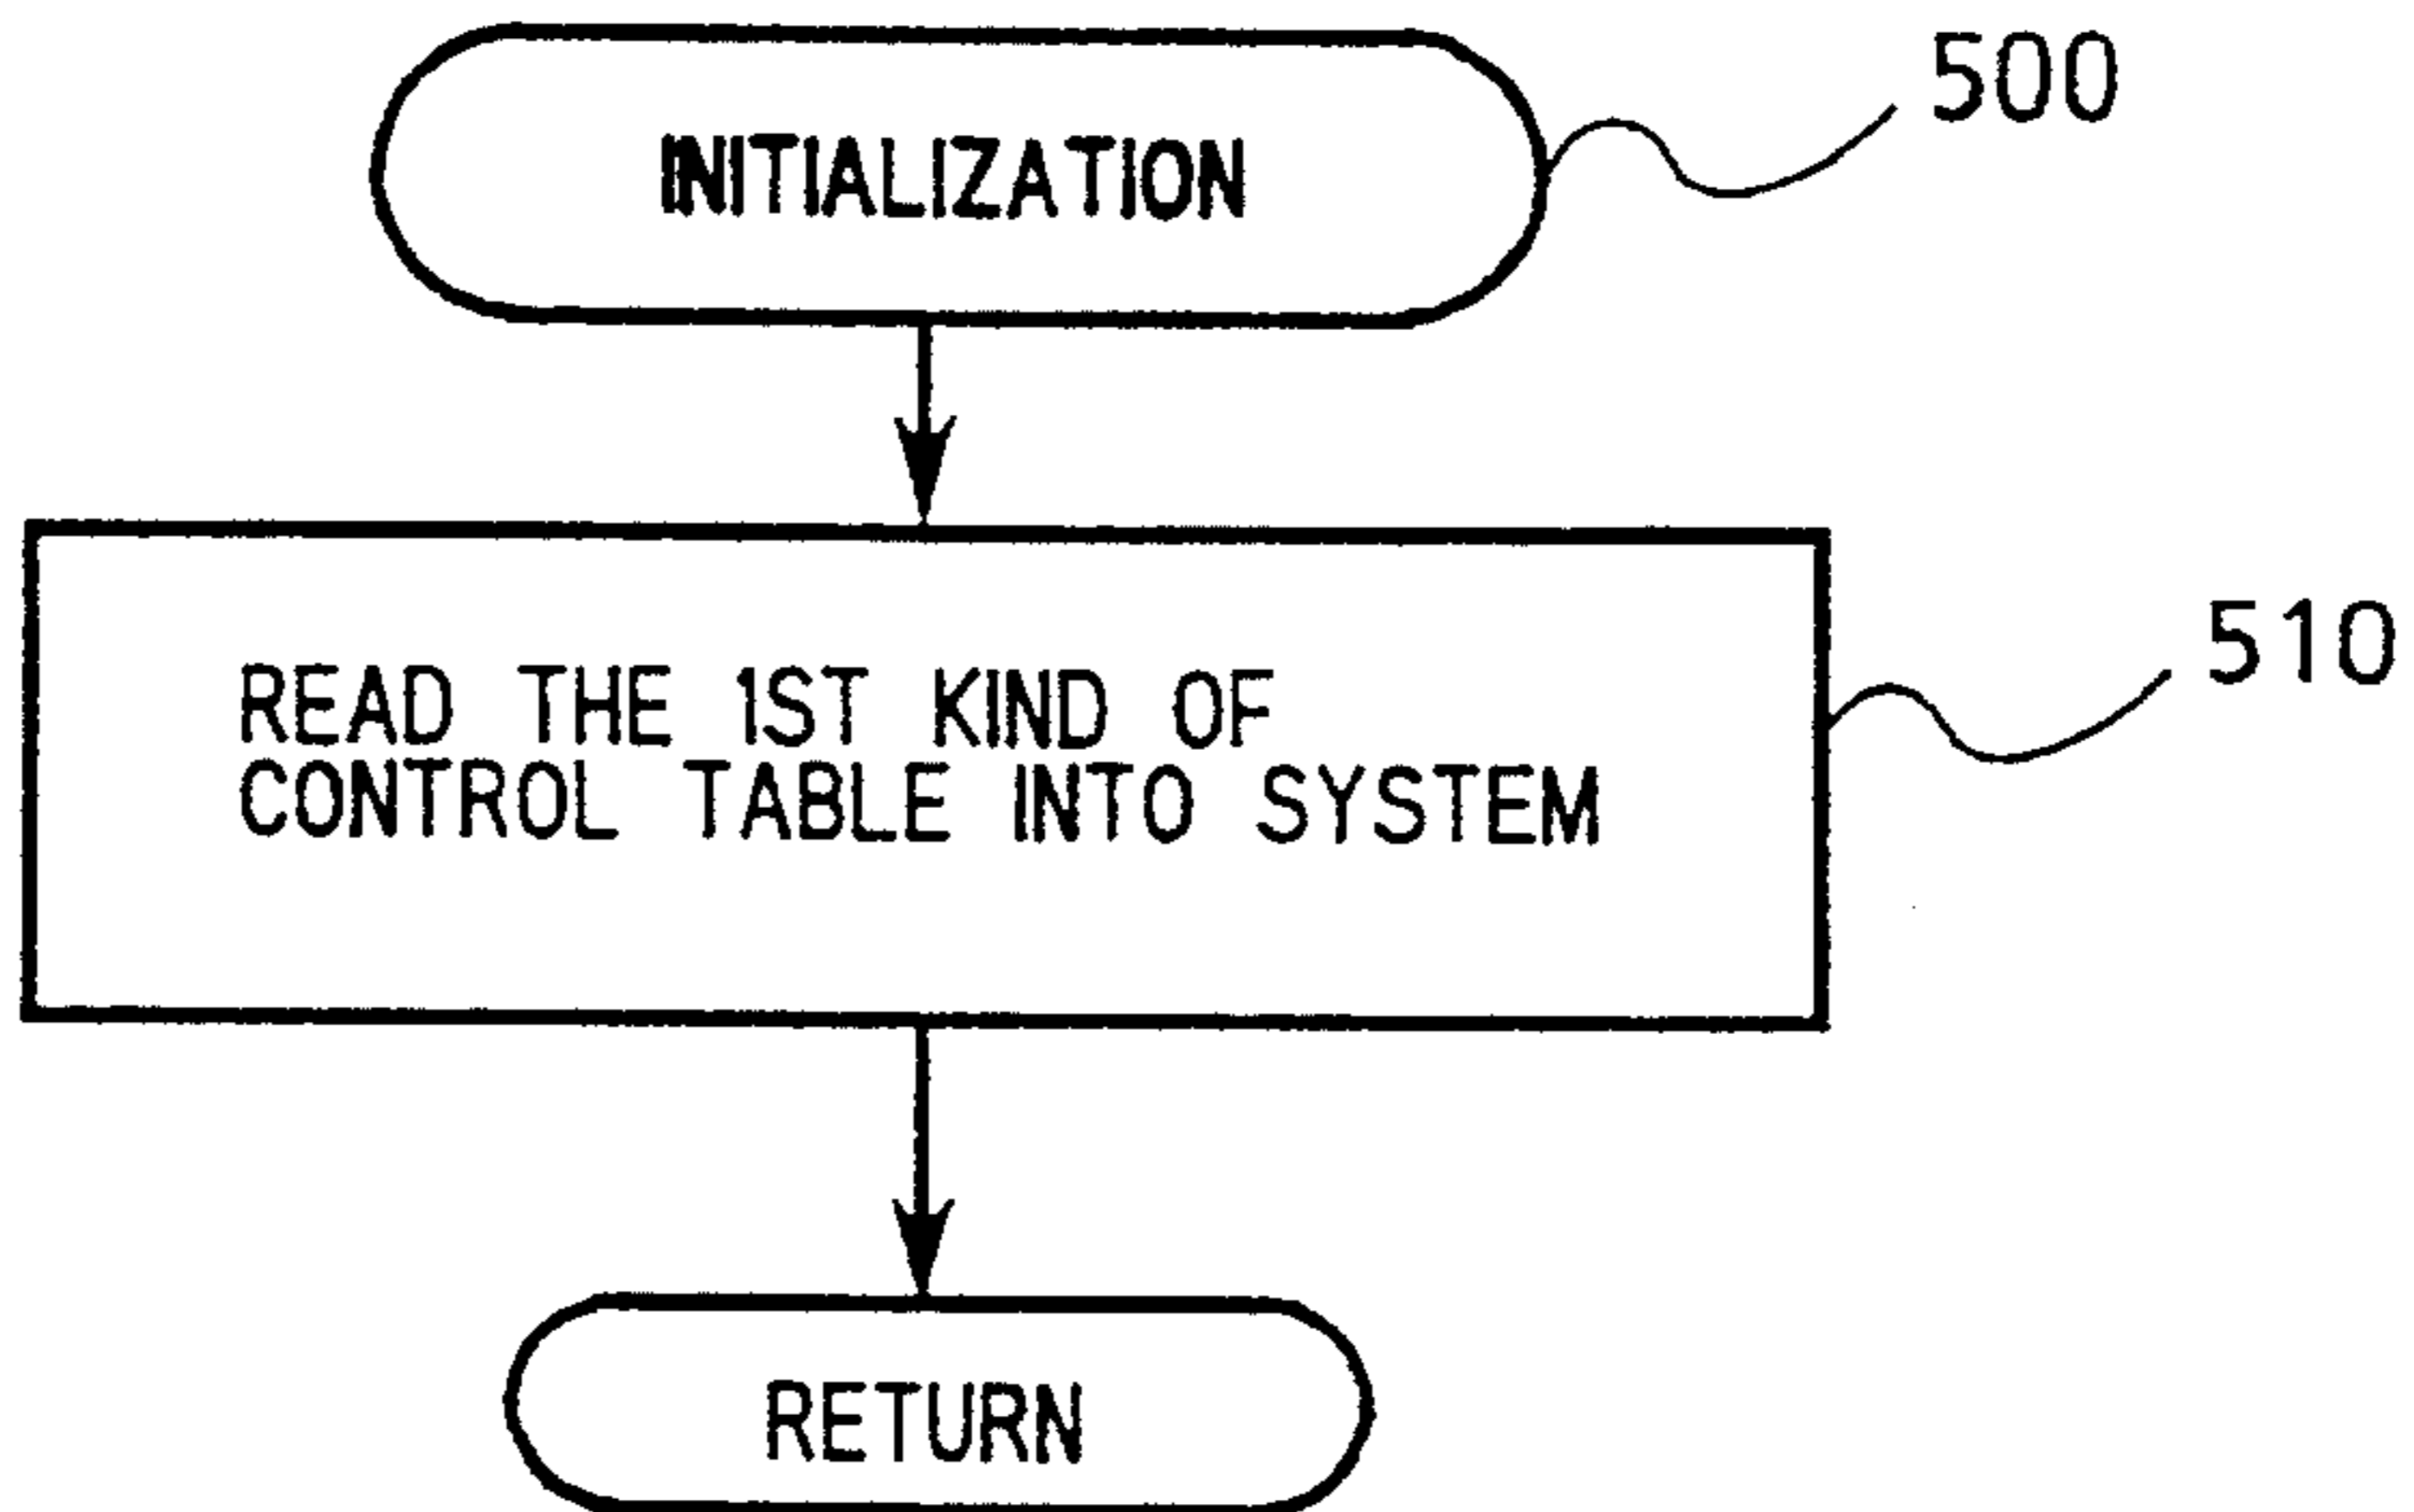 INITIALIZATION
500
READ THE 1ST KIND OF
CONTROL TABLE INTO SYSTEM
510
RETURN